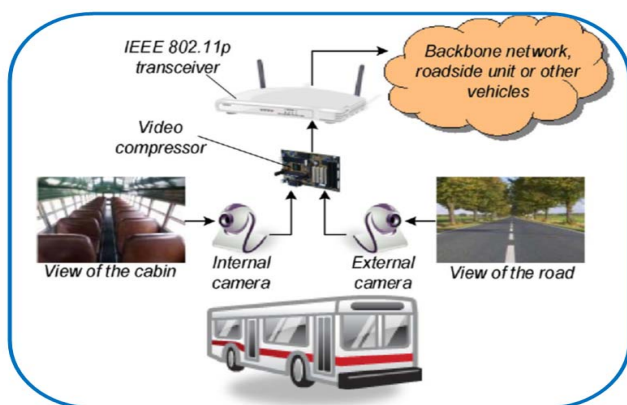 IEEE 802.11p
transceiver
Backbone network,
roadside unit or other
vehicles
Video
compressor
View of the cabin
Internal
camera
External
camera
View of the road